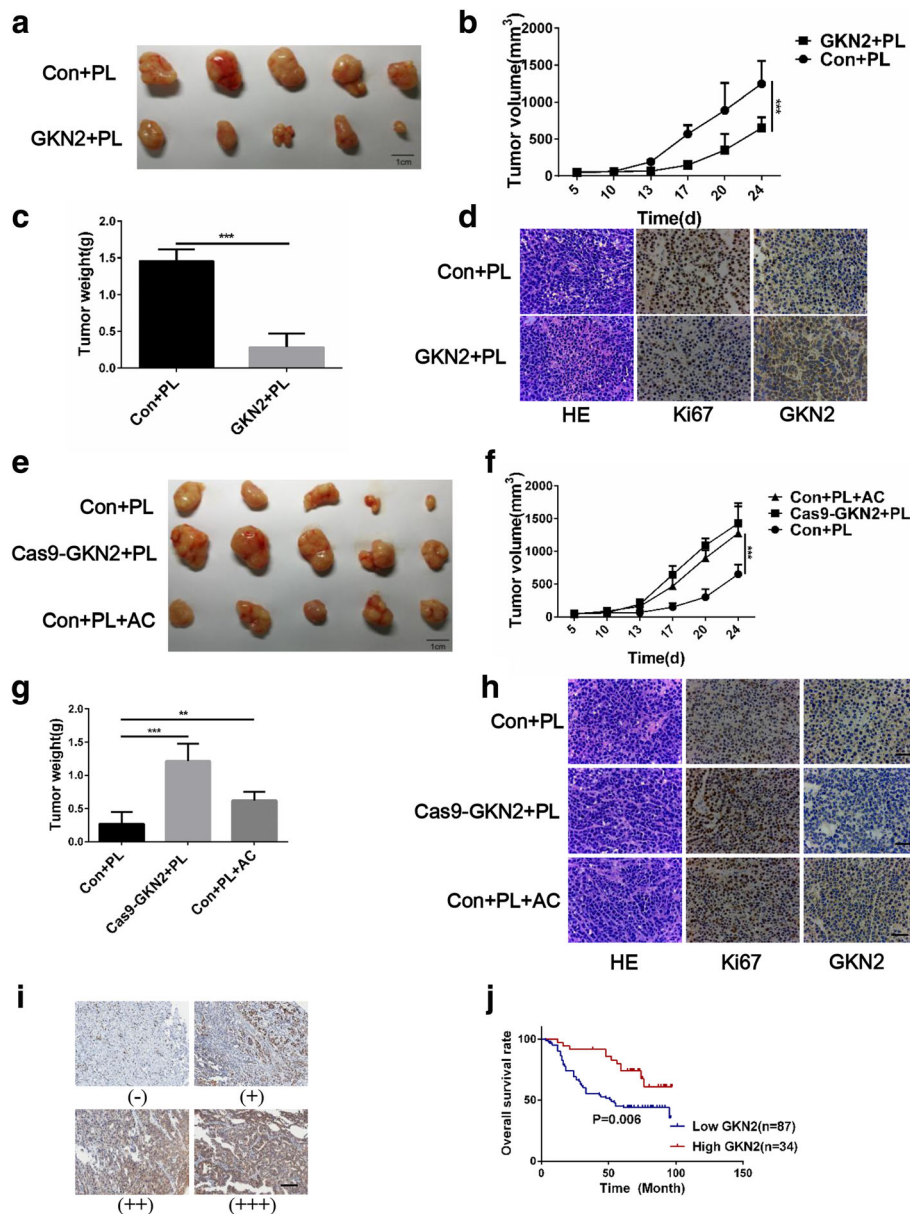 a
Con+PL
GKN2+PL
1cm
b
Tumor volume(mm³)
2000
1500
1000
500
0
5
10
13
17
20
24
Time(d)
GKN2+PL
Con+PL
***
c
Tumor weight(g)
2.0
1.5
1.0
0.5
0.0
***
Con+PL
GKN2+PL
d
Con+PL
GKN2+PL
HE
Ki67
GKN2
e
Con+PL
Cas9-GKN2+PL
Con+PL+AC
1cm
f
Tumor volume(mm³)
2000
1500
1000
500
0
5
10
13
17
20
24
Time(d)
Con+PL+AC
Cas9-GKN2+PL
Con+PL
***
g
Tumor weight(g)
2.0
1.5
1.0
0.5
0.0
**
***
Con+PL
Cas9-GKN2+PL
Con+PL+AC
h
Con+PL
Cas9-GKN2+PL
Con+PL+AC
HE
Ki67
GKN2
i
(-)
(+)
(++)
(+++)
j
Overall survival rate
100
50
0
0
50
100
150
Time (Month)
P=0.006
Low GKN2(n=87)
High GKN2(n=34)